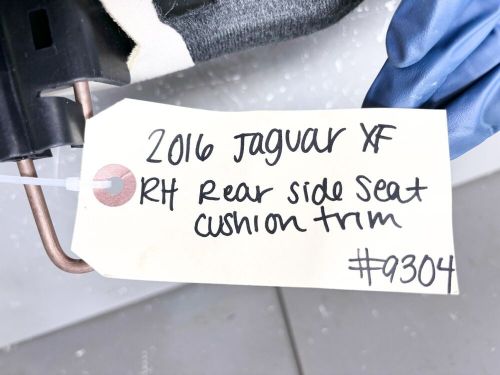 2016 Jaguar XF
RH Rear side seat
cushion trim
#9304